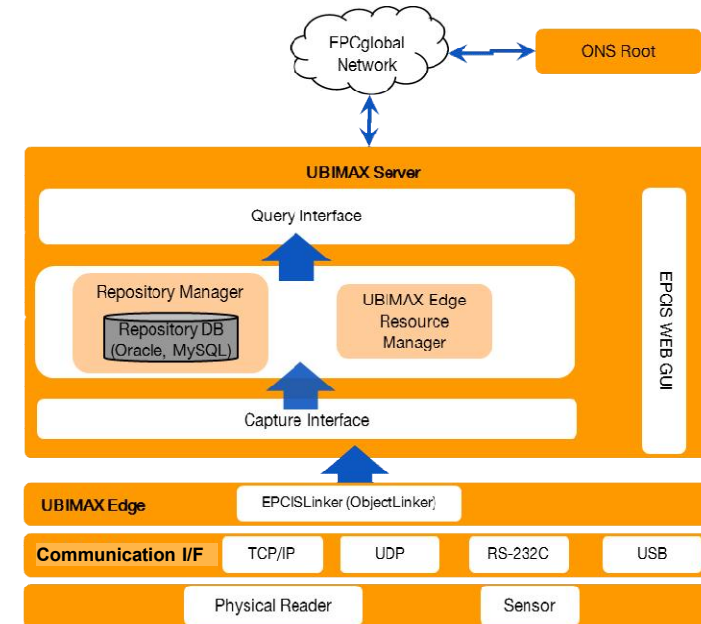 EPCglobal
Network
ONS Root
UBIMAX Server
Query Interface
Repository Manager
Repository DB
(Oracle, MySQL)
UBIMAX Edge
Resource
Manager
EPCIS WEB GUI
Capture Interface
UBIMAX Edge
EPCISLinker (ObjectLinker)
Communication I/F
TCP/IP
UDP
RS-232C
USB
Physical Reader
Sensor